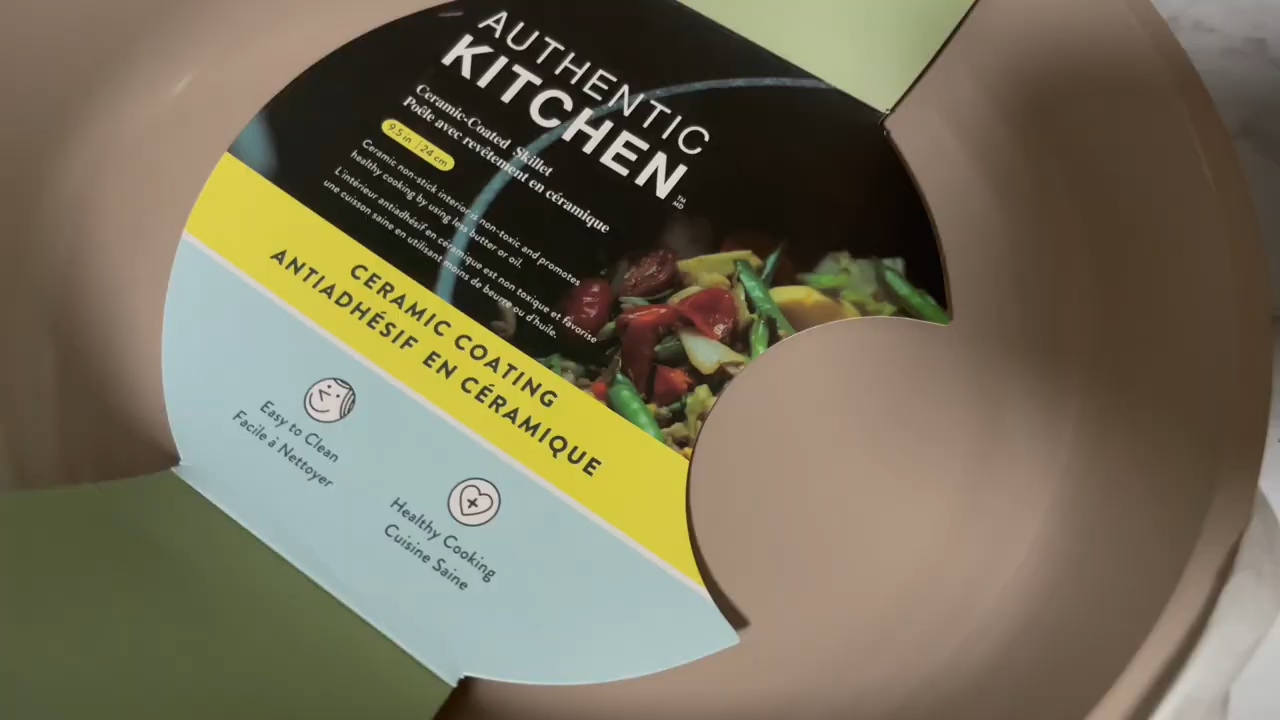 AUTHENTIC
KITCHEN
™
MD
Ceramic-Coated Skillet
Poêle avec revêtement en céramique
9.5 in. | 24 cm
Ceramic non-stick interior is non-toxic and promotes
healthy cooking by using less butter or oil.
L'intérieur antiadhésif en céramique est non toxique et favorise
une cuisson saine en utilisant moins de beurre ou d'huile.
CERAMIC COATING
ANTIADHÉSIF EN CÉRAMIQUE
Easy to Clean
Facile à Nettoyer
Healthy Cooking
Cuisine Saine